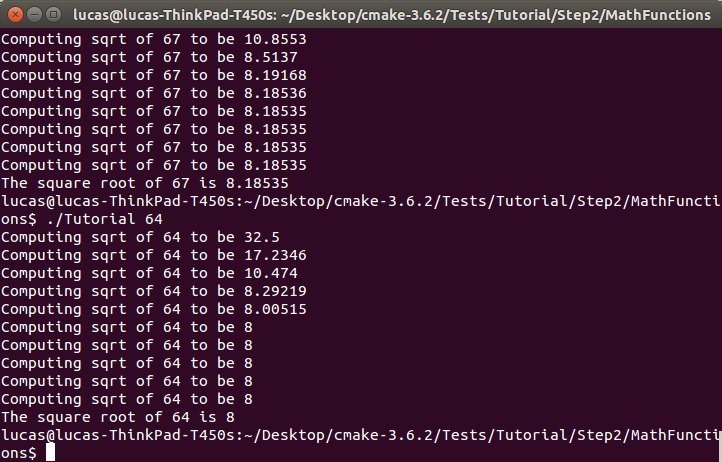 lucas@lucas-ThinkPad-T450s: ~/Desktop/cmake-3.6.2/Tests/Tutorial/Step2/MathFunctions
Computing sqrt of 67 to be 10.8553
Computing sqrt of 67 to be 8.5137
Computing sqrt of 67 to be 8.19168
Computing sqrt of 67 to be 8.18536
Computing sqrt of 67 to be 8.18535
Computing sqrt of 67 to be 8.18535
Computing sqrt of 67 to be 8.18535
Computing sqrt of 67 to be 8.18535
The square root of 67 is 8.18535
lucas@lucas-ThinkPad-T450s:~/Desktop/cmake-3.6.2/Tests/Tutorial/Step2/MathFuncti
ons$ ./Tutorial 64
Computing sqrt of 64 to be 32.5
Computing sqrt of 64 to be 17.2346
Computing sqrt of 64 to be 10.474
Computing sqrt of 64 to be 8.29219
Computing sqrt of 64 to be 8.00515
Computing sqrt of 64 to be 8
Computing sqrt of 64 to be 8
Computing sqrt of 64 to be 8
Computing sqrt of 64 to be 8
Computing sqrt of 64 to be 8
The square root of 64 is 8
lucas@lucas-ThinkPad-T450s:~/Desktop/cmake-3.6.2/Tests/Tutorial/Step2/MathFuncti
ons$